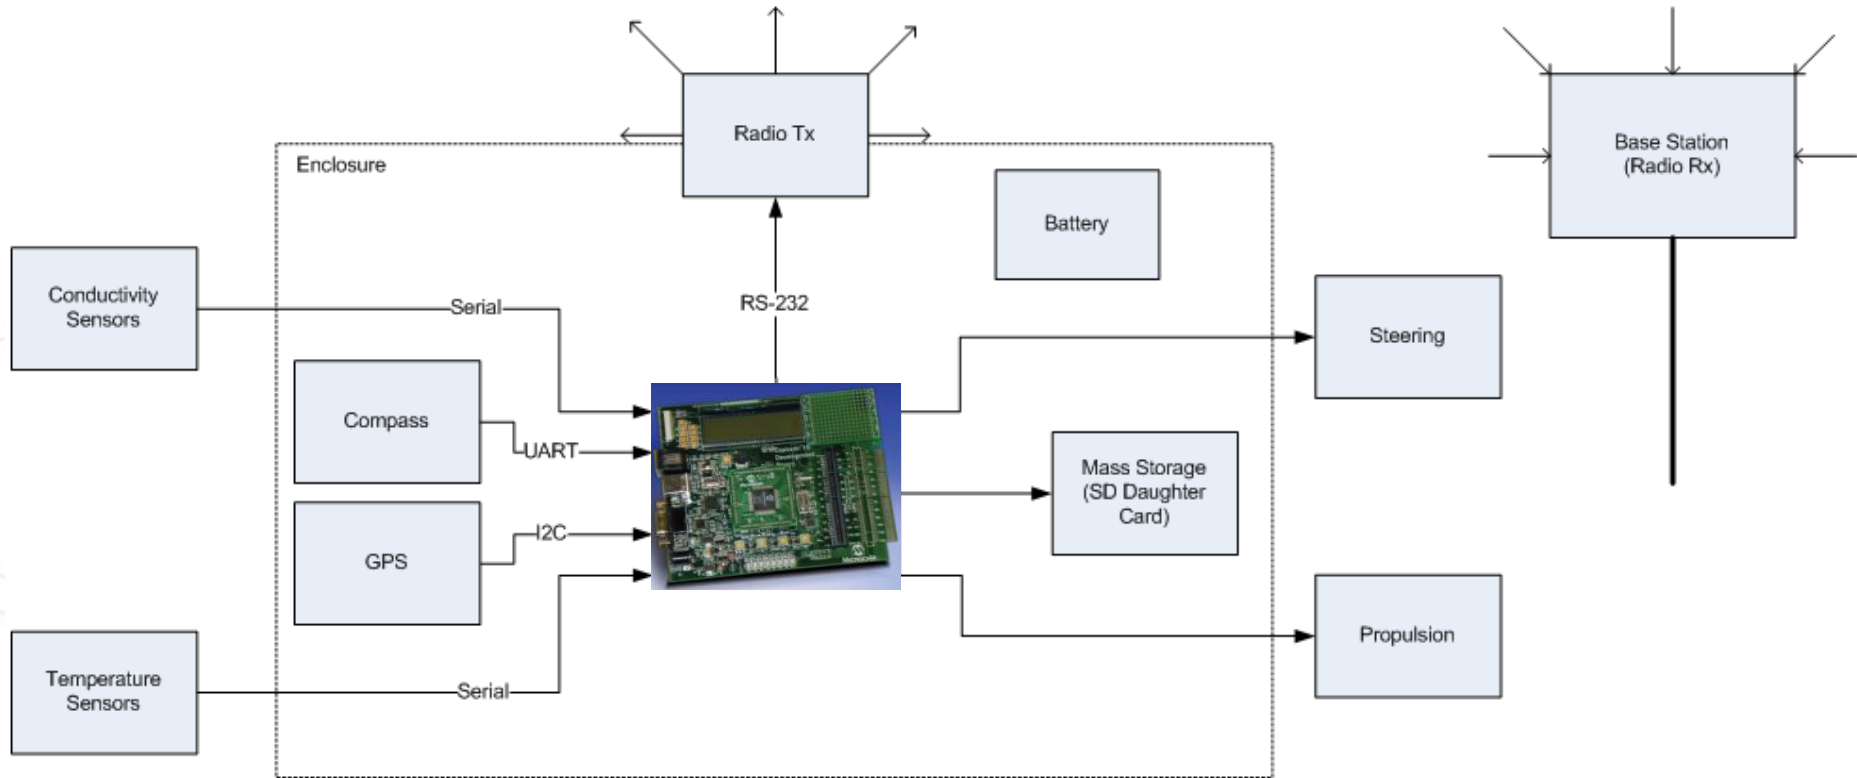 Radio Tx
Base Station
(Radio Rx)
Enclosure
Battery
Conductivity
Sensors
Serial
RS-232
Steering
Compass
UART
Mass Storage
(SD Daughter
Card)
GPS
I2C
Propulsion
Temperature
Sensors
Serial